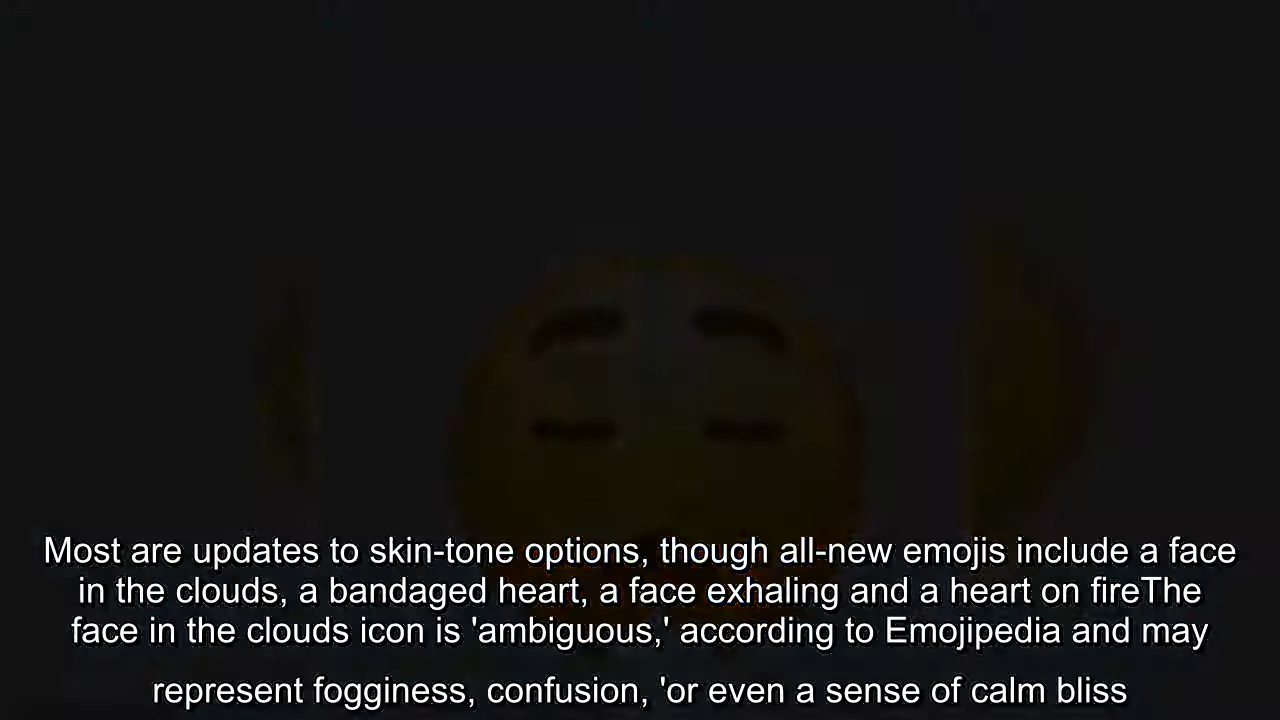 Most are updates to skin-tone options, though all-new emojis include a face
in the clouds, a bandaged heart, a face exhaling and a heart on fireThe
face in the clouds icon is 'ambiguous,' according to Emojipedia and may
represent fogginess, confusion, 'or even a sense of calm bliss